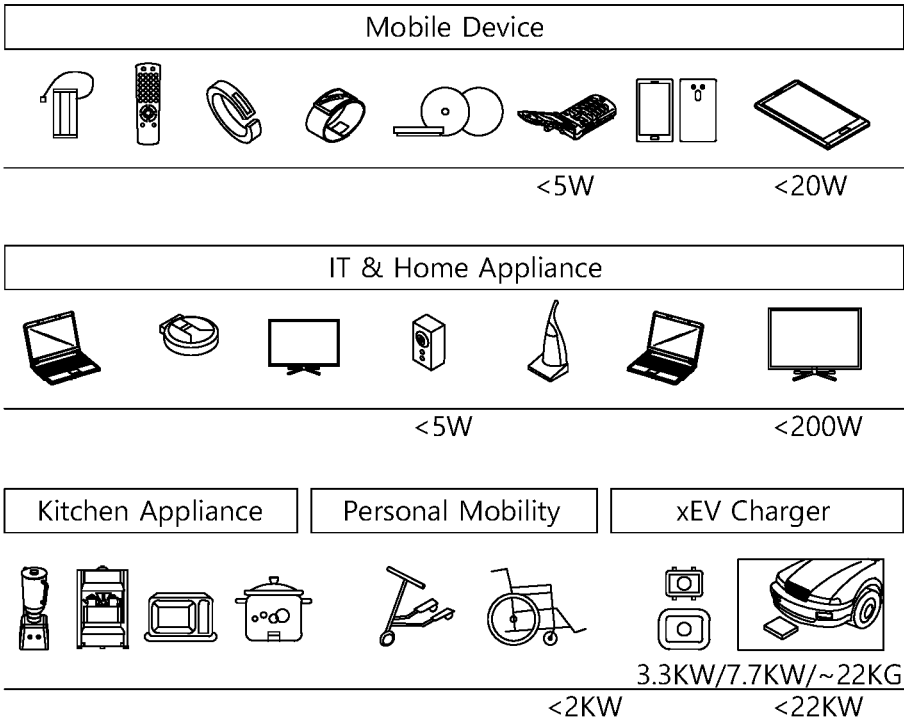 Mobile Device
<5W <20W
IT & Home Appliance
<5W <200W
Kitchen Appliance Personal Mobility xEV Charger
3.3KW/7.7KW/~22KG
<2KW <22KW